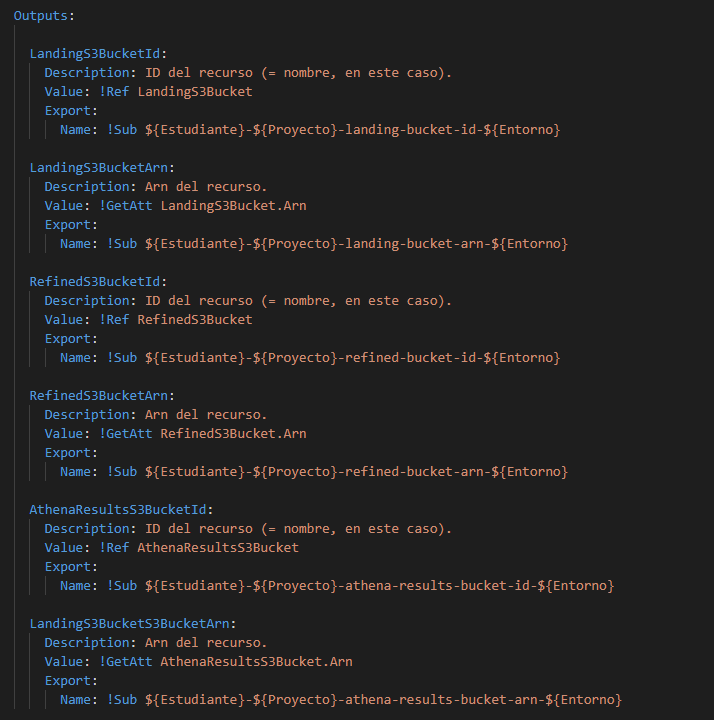 Outputs:
LandingS3BucketId:
Description: ID del recurso (= nombre, en este caso).
Value: !Ref LandingS3Bucket
Export:
Name: !Sub ${Estudiante}-${Proyecto}-landing-bucket-id-${Entorno}
LandingS3BucketArn:
Description: Arn del recurso.
Value: !GetAtt LandingS3Bucket.Arn
Export:
Name: !Sub ${Estudiante}-${Proyecto}-landing-bucket-arn-${Entorno}
RefinedS3BucketId:
Description: ID del recurso (= nombre, en este caso).
Value: !Ref RefinedS3Bucket
Export:
Name: !Sub ${Estudiante}-${Proyecto}-refined-bucket-id-${Entorno}
RefinedS3BucketArn:
Description: Arn del recurso.
Value: !GetAtt RefinedS3Bucket.Arn
Export:
Name: !Sub ${Estudiante}-${Proyecto}-refined-bucket-arn-${Entorno}
AthenaResultsS3BucketId:
Description: ID del recurso (= nombre, en este caso).
Value: !Ref AthenaResultsS3Bucket
Export:
Name: !Sub ${Estudiante}-${Proyecto}-athena-results-bucket-id-${Entorno}
LandingS3BucketS3BucketArn:
Description: Arn del recurso.
Value: !GetAtt AthenaResultsS3Bucket.Arn
Export:
Name: !Sub ${Estudiante}-${Proyecto}-athena-results-bucket-arn-${Entorno}